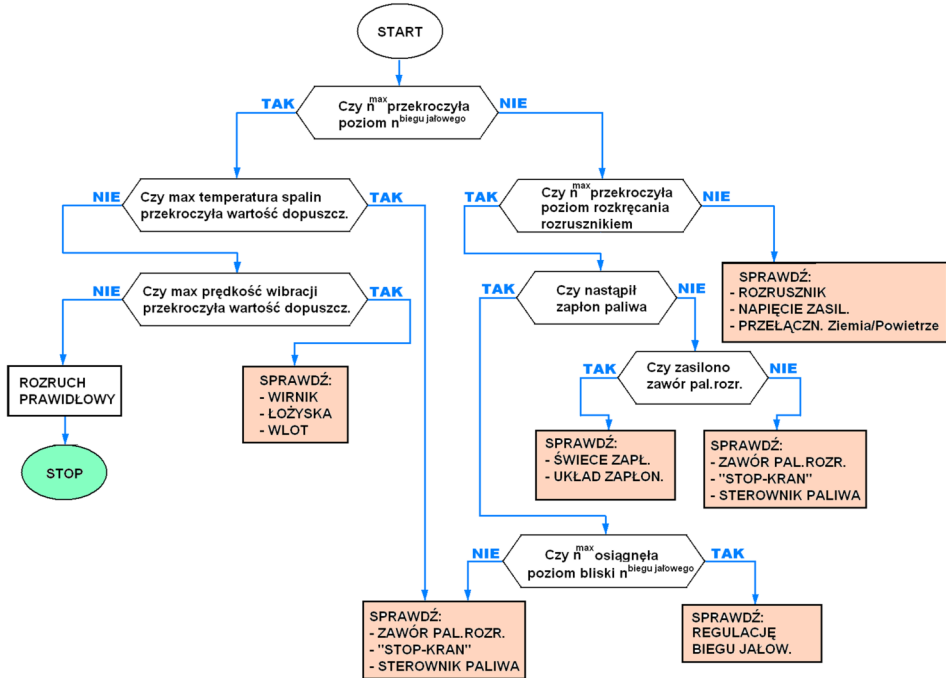 START
TAK
NIE
Czy n^max przekroczyła
poziom n^biegu jałowego
NIE
TAK
Czy max temperatura spalin
przekroczyła wartość dopuszcz.
TAK
NIE
Czy n^max przekroczyła
poziom rozkręcania
rozrusznikiem
NIE
TAK
Czy max prędkość wibracji
przekroczyła wartość dopuszcz.
TAK
NIE
Czy nastąpił
zapłon paliwa
SPRAWDŹ:
- ROZRUSZNIK
- NAPIĘCIE ZASIL.
- PRZEŁĄCZN. Ziemia/Powietrze
ROZRUCH
PRAWIDŁOWY
SPRAWDŹ:
- WIRNIK
- ŁOŻYSKA
- WLOT
TAK
NIE
Czy zasilono
zawór pal.rozr.
STOP
SPRAWDŹ:
- ŚWIECE ZAPŁ.
- UKŁAD ZAPŁON.
SPRAWDŹ:
- ZAWÓR PAL.ROZR.
- "STOP-KRAN"
- STEROWNIK PALIWA
NIE
TAK
Czy n^max osiągnęła
poziom bliski n^biegu jałowego
SPRAWDŹ:
- ZAWÓR PAL.ROZR.
- "STOP-KRAN"
- STEROWNIK PALIWA
SPRAWDŹ:
REGULACJĘ
BIEGU JAŁOW.